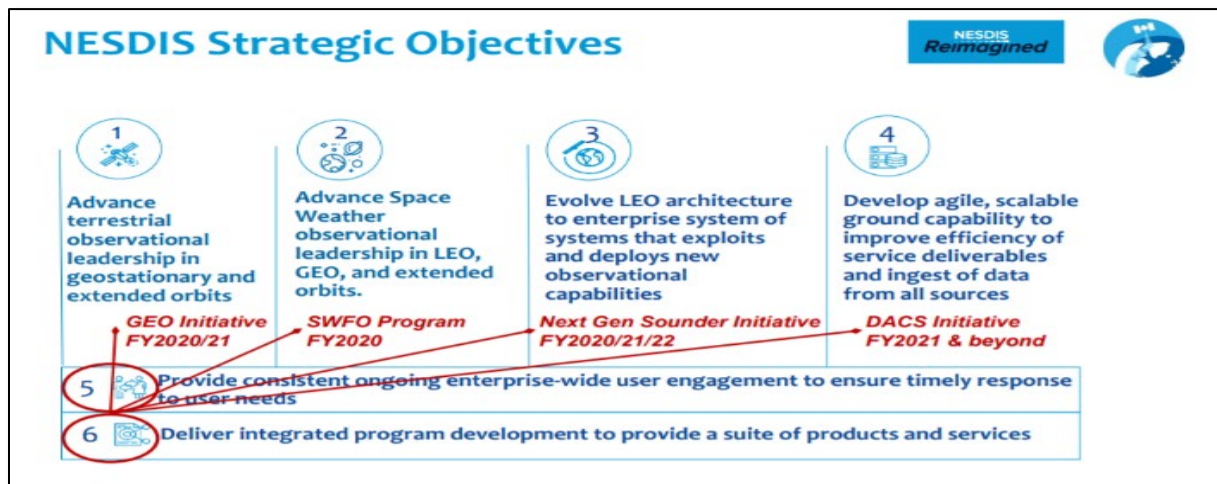 NESDIS Strategic Objectives
NESDIS
Reimagined
1
Advance
terrestrial
observational
leadership in
geostationary and
extended orbits
GEO Initiative
FY2020/21
2
Advance Space
Weather
observational
leadership in LEO,
GEO, and extended
orbits.
SWFO Program
FY2020
3
Evolve LEO architecture
to enterprise system of
systems that exploits
and deploys new
observational
capabilities
Next Gen Sounder Initiative
FY2020/21/22
4
Develop agile, scalable
ground capability to
improve efficiency of
service deliverables
and ingest of data
from all sources
DACS Initiative
FY2021 & beyond
5
Provide consistent ongoing enterprise-wide user engagement to ensure timely response
to user needs
6
Deliver integrated program development to provide a suite of products and services